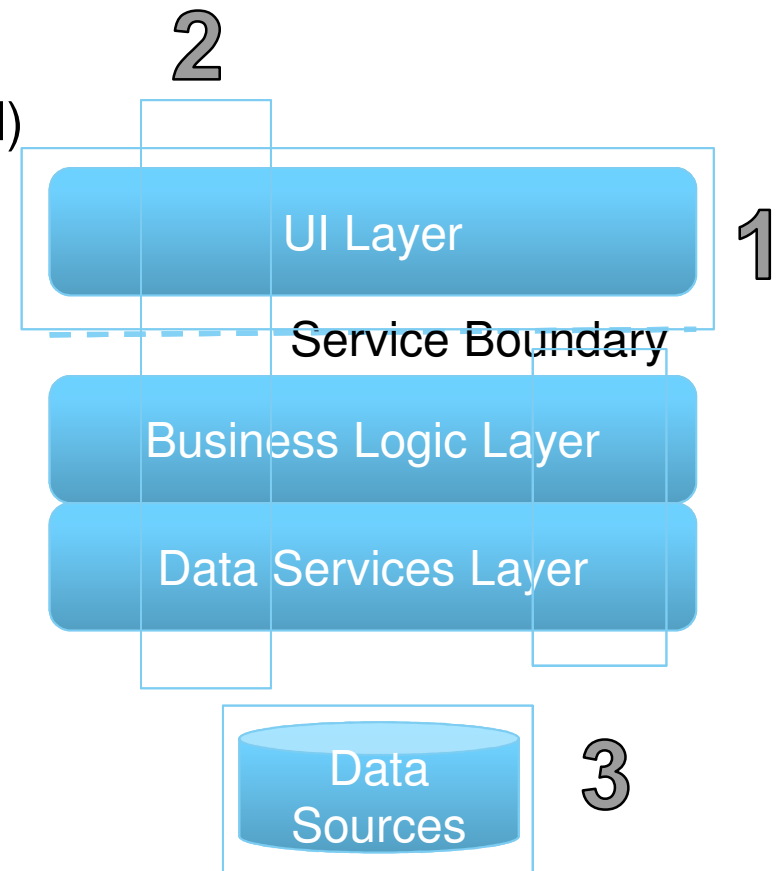 2
l)
UI Layer
1
Service Boundary
Business Logic Layer
Data Services Layer
Data
Sources
3